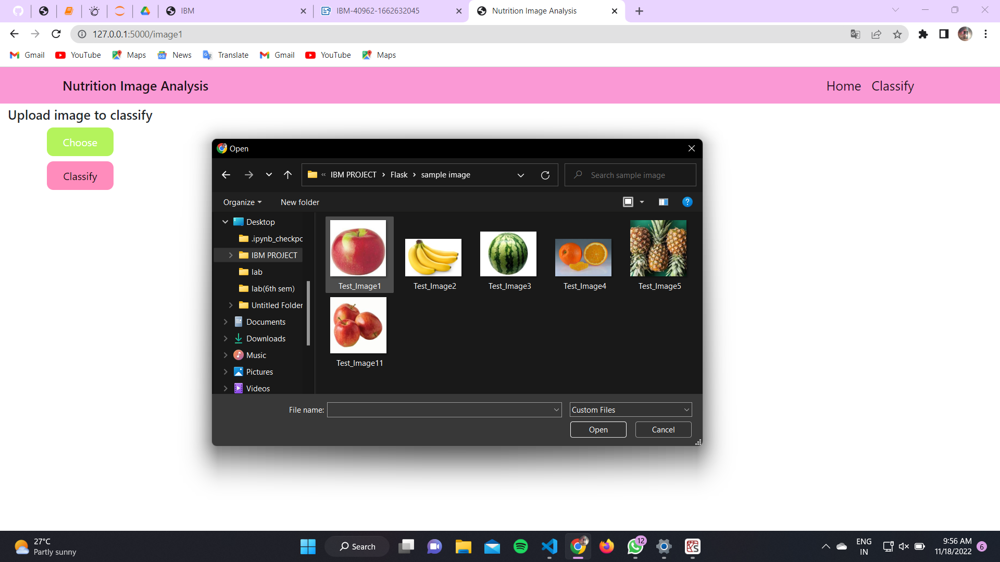 IBM
IBM-40962-1662632045
Nutrition Image Analysis
127.0.0.1:5000/image1
Gmail
YouTube
Maps
News
Translate
Gmail
YouTube
Maps
Nutrition Image Analysis
Home
Classify
Upload image to classify
Choose
Classify
Open
« IBM PROJECT > Flask > sample image
Search sample image
Organize
New folder
Desktop
.ipynb_checkpo
IBM PROJECT
lab
lab(6th sem)
Untitled Folder
Documents
Downloads
Music
Pictures
Videos
Test_Image1
Test_Image2
Test_Image3
Test_Image4
Test_Image5
Test_Image11
File name:
Custom Files
Open
Cancel
27°C
Partly sunny
Search
12
ENG
IN
9:56 AM
11/18/2022
6